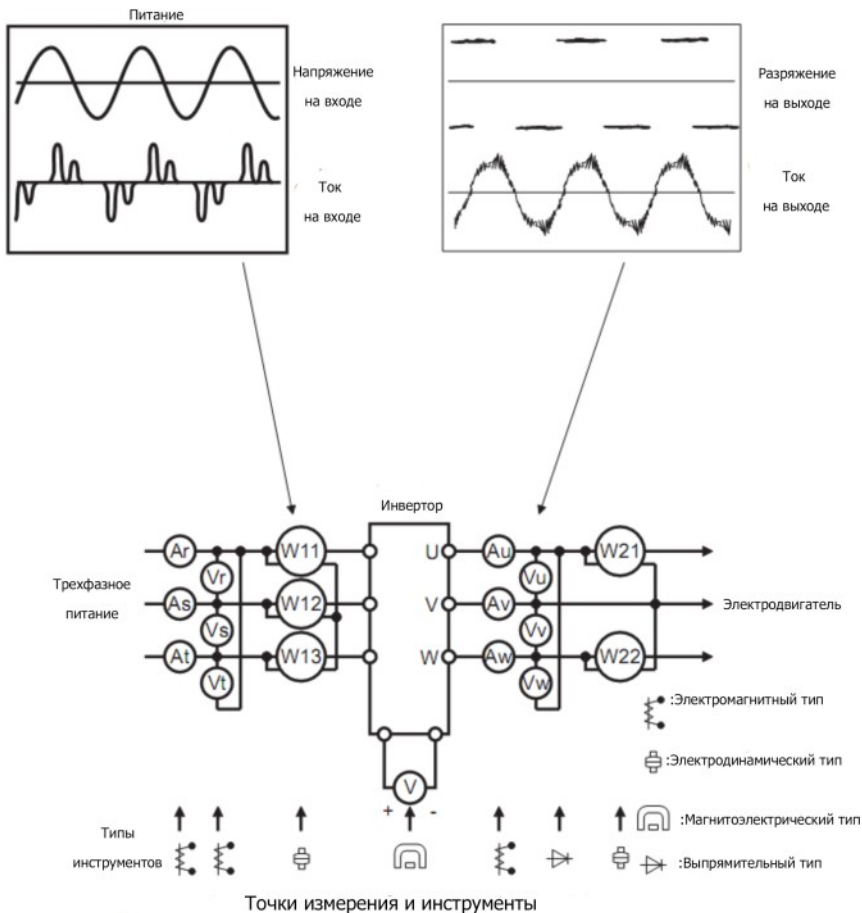 Питание
Напряжение
на входе
Ток
на входе
Разряжение
на выходе
Ток
на выходе
Инвертор
Трехфазное
питание
Ar
As
At
Vr
Vs
Vt
W11
W12
W13
U
V
W
Au
Av
Aw
Vu
Vv
Vw
W21
W22
Электродвигатель
V
+ -
:Электромагнитный тип
:Электродинамический тип
:Магнитоэлектрический тип
:Выпрямительный тип
Типы
инструментов
Точки измерения и инструменты